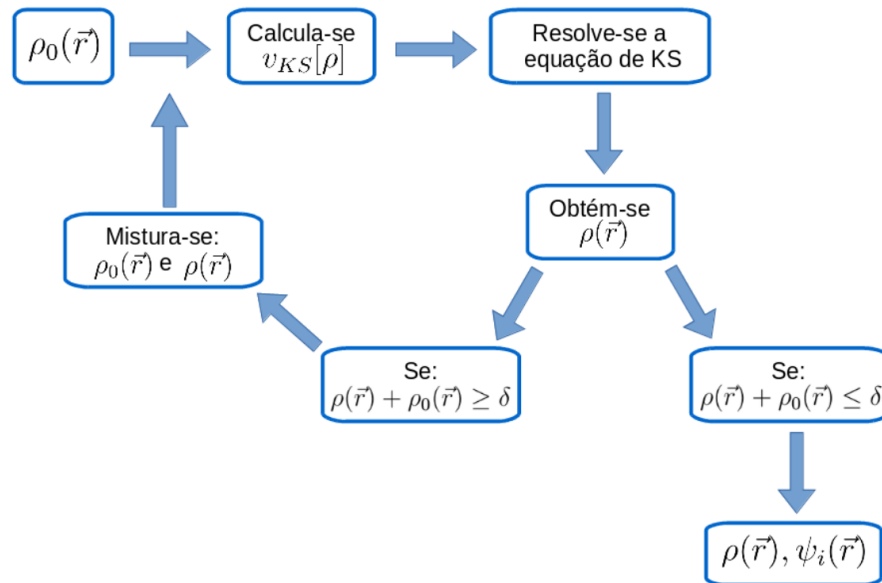 ρ₀(r⃗)
Calcula-se
v_{KS}[ρ]
Resolve-se a
equação de KS
Obtém-se
ρ(r⃗)
Mistura-se:
ρ₀(r⃗) e ρ(r⃗)
Se:
ρ(r⃗) + ρ₀(r⃗) ≥ δ
Se:
ρ(r⃗) + ρ₀(r⃗) ≤ δ
ρ(r⃗), ψᵢ(r⃗)